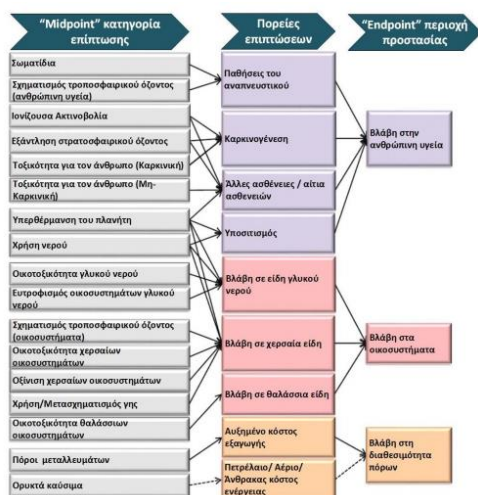 “Midpoint” κατηγορία
επίπτωσης
Πορείες
επιπτώσεων
“Endpoint” περιοχή
προστασίας
Σωματίδια
Σχηματισμός τροποσφαιρικού όζοντος
(ανθρώπινη υγεία)
Ιονίζουσα Ακτινοβολία
Εξάντληση στρατοσφαιρικού όζοντος
Τοξικότητα για τον άνθρωπο (Καρκινική)
Τοξικότητα για τον άνθρωπο (Μη-
Καρκινική)
Υπερθέρμανση του πλανήτη
Χρήση νερού
Οικοτοξικότητα γλυκού νερού
Ευτροφισμός οικοσυστημάτων γλυκού
νερού
Σχηματισμός τροποσφαιρικού όζοντος
(οικοσυστήματα)
Οικοτοξικότητα χερσαίων
οικοσυστημάτων
Οξίνιση χερσαίων οικοσυστημάτων
Χρήση/Μετασχηματισμός γης
Οικοτοξικότητα θαλάσσιων
οικοσυστημάτων
Πόροι μεταλλευμάτων
Ορυκτά καύσιμα
Παθήσεις του
αναπνευστικού
Καρκινογένεση
Άλλες ασθένειες / αίτια
ασθενειών
Υποσιτισμός
Βλάβη σε είδη γλυκού
νερού
Βλάβη σε χερσαία είδη
Βλάβη σε θαλάσσια είδη
Αυξημένο κόστος
εξαγωγής
Πετρέλαιο/ Αέριο/
Άνθρακας κόστος
ενέργειας
Βλάβη στην
ανθρώπινη υγεία
Βλάβη στα
οικοσυστήματα
Βλάβη στη
διαθεσιμότητα
πόρων